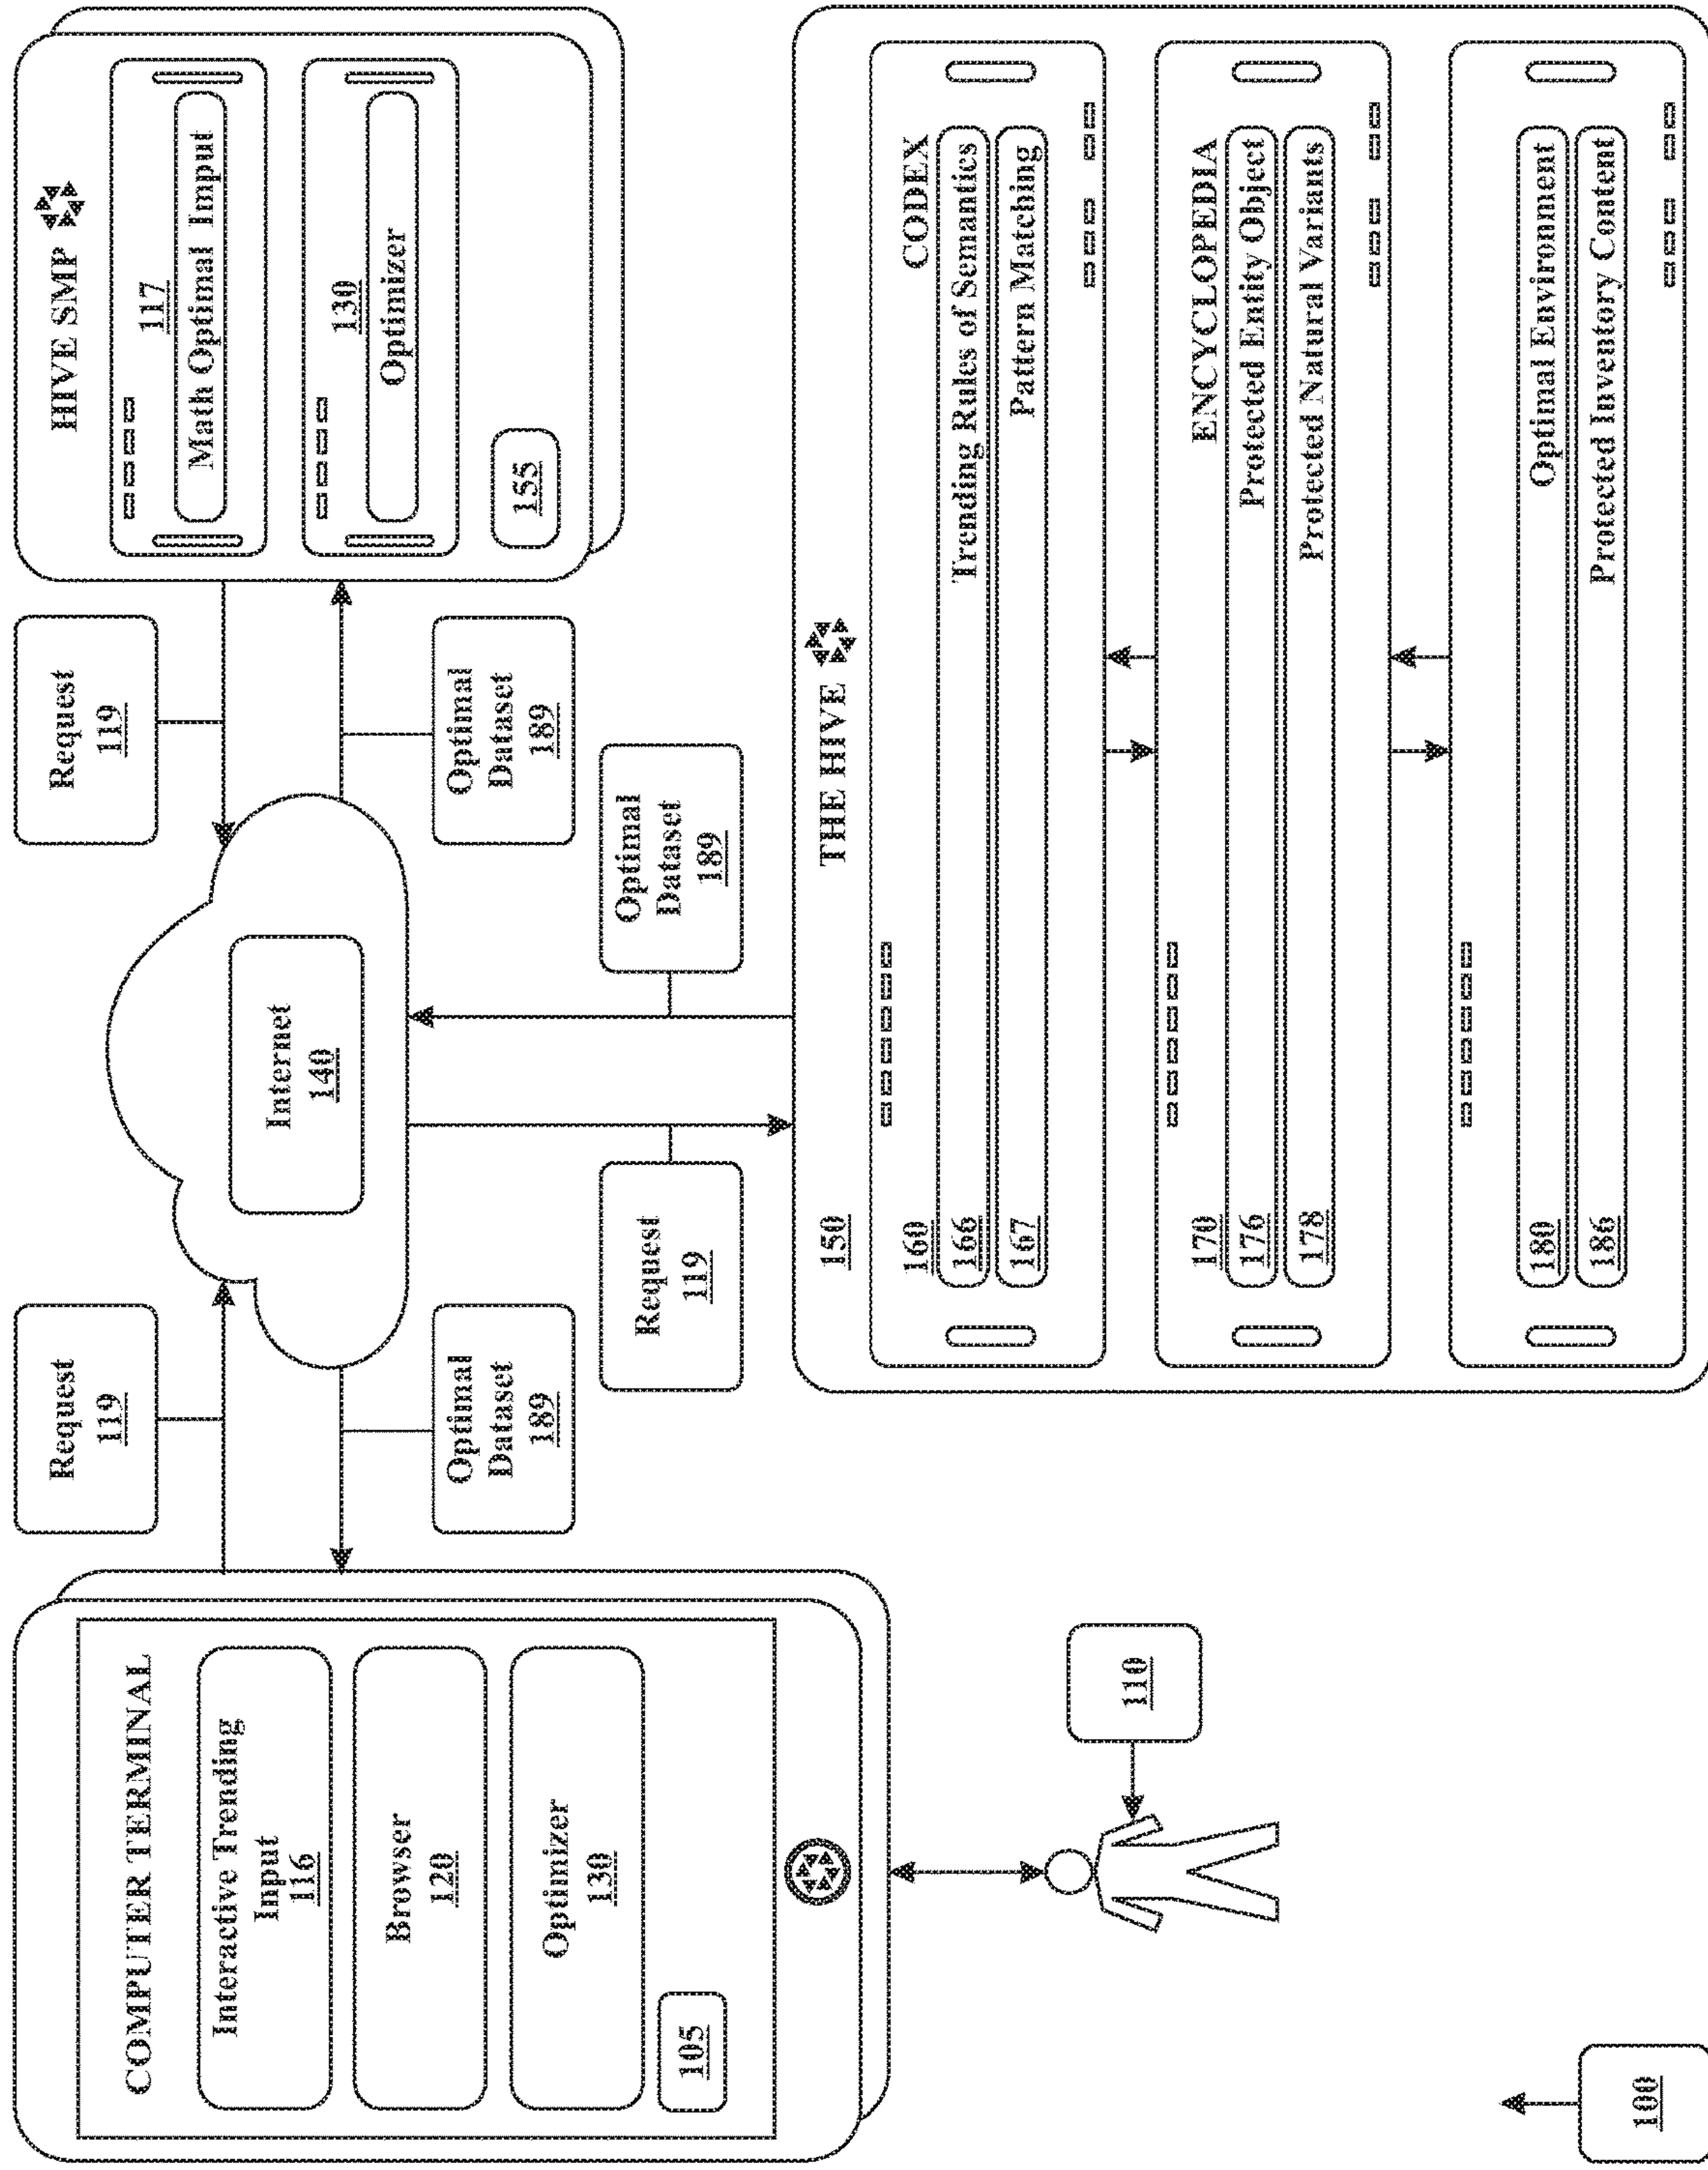 COMPUTER TERMINAL
Interactive Trending
Input
116
Browser
120
Optimizer
130
105
110
100
Request
119
Optimal
Dataset
189
Internet
140
Request
119
Optimal
Dataset
189
Request
119
Optimal
Dataset
189
HIVE SMP
117
Math Optimal Input
130
Optimizer
155
150
THE HIVE
160
CODEX
166
Trending Rules of Semantics
167
Pattern Matching
170
ENCYCLOPEDIA
176
Protected Entity Object
178
Protected Natural Variants
180
Optimal Environment
186
Protected Inventory Content